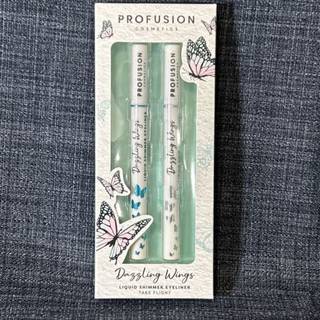 PROFUSION
COSMETICS
PROFUSION
Dazzling Wings
LIQUID SHIMMER EYELINER
PROFUSION
Dazzling Wings
Dazzling Wings
LIQUID SHIMMER EYELINER
TAKE FLIGHT